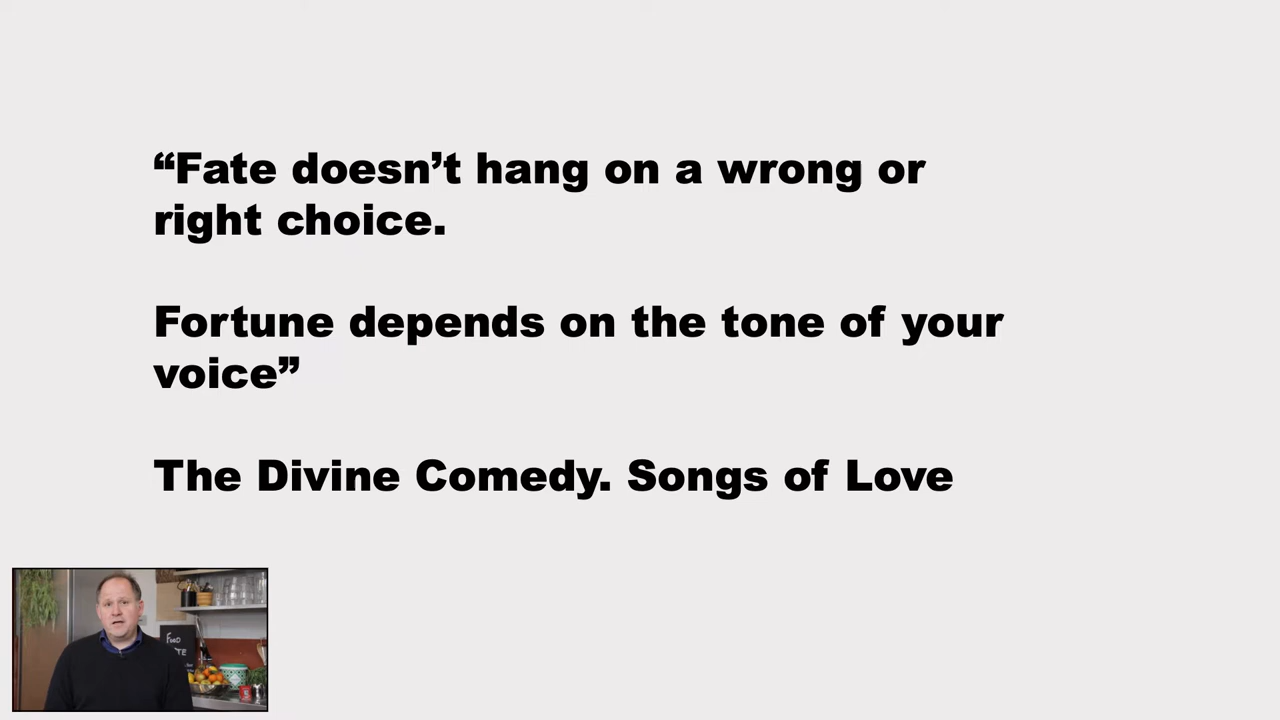 “Fate doesn’t hang on a wrong or
right choice.
Fortune depends on the tone of your
voice”
The Divine Comedy. Songs of Love
FOOD